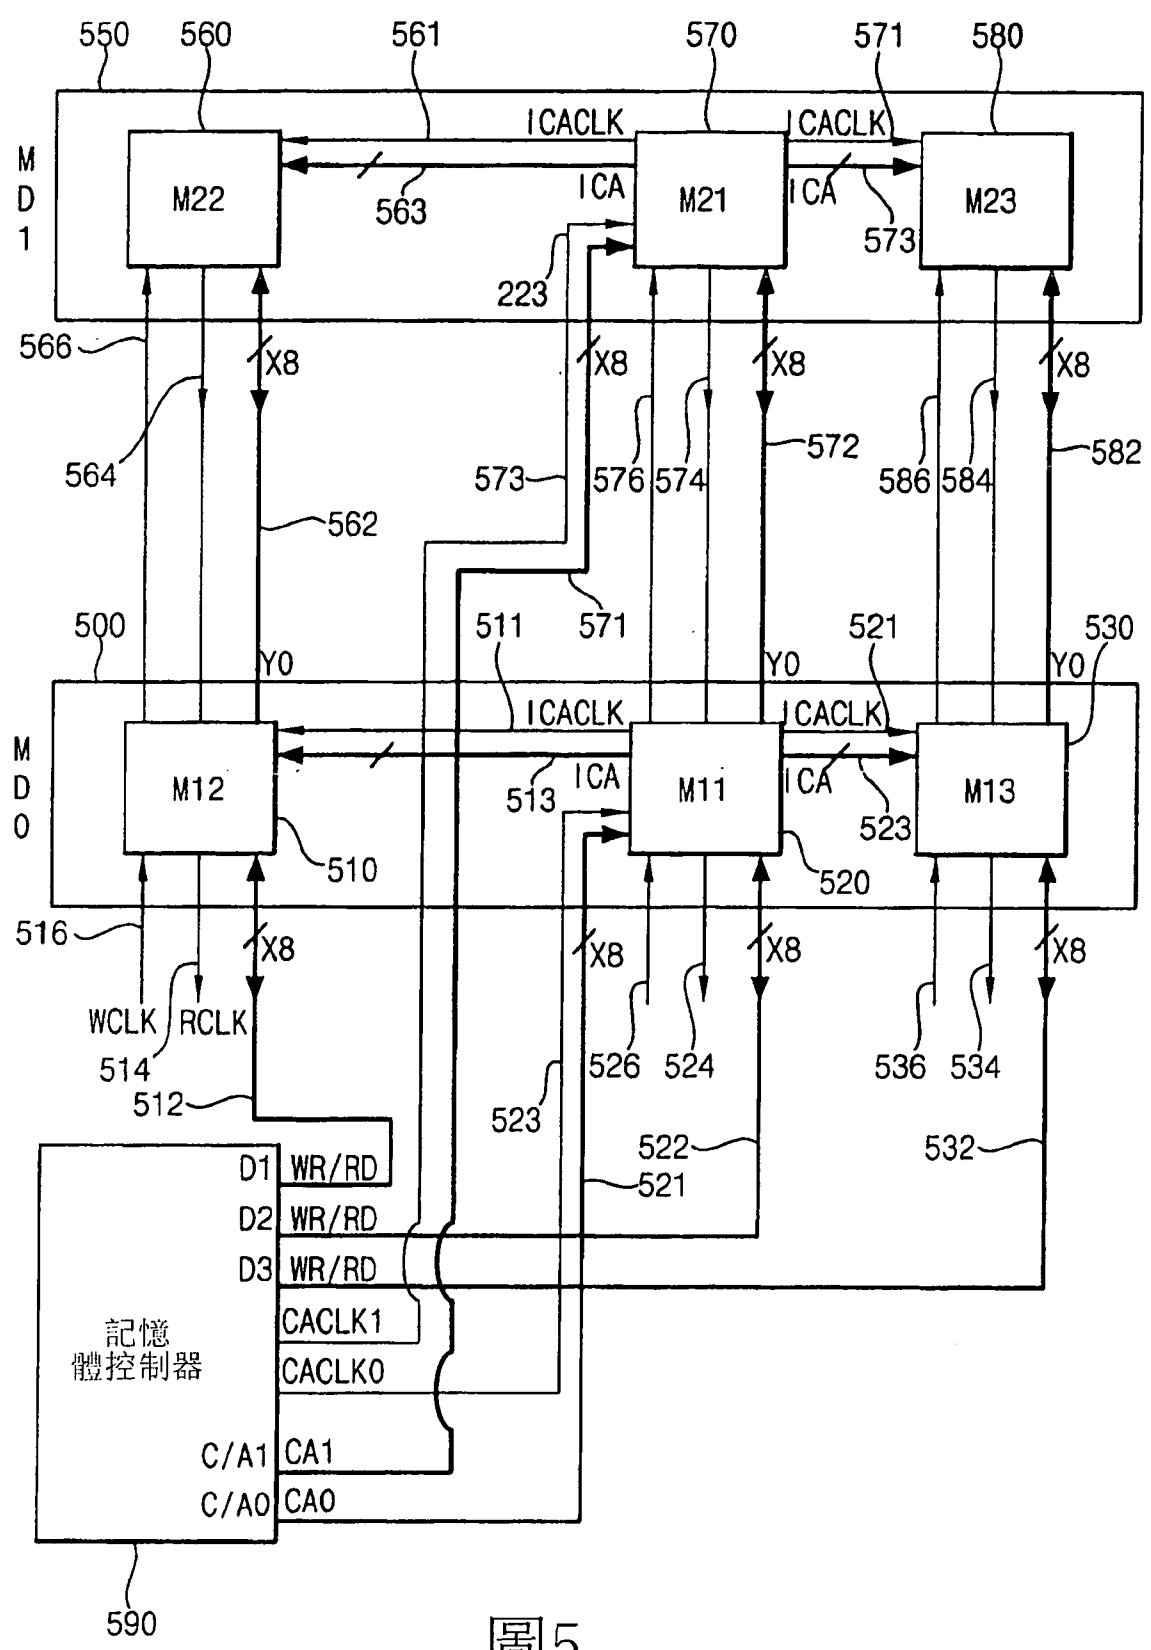 550 560 561 570 571 580
ICACLK ICACLK
MD1
M22 M21 M23
ICA ICA
563 573
223
566 X8 X8 X8 X8
564 573 576 574 572 586 584 582
562
500 511 571 521 530
Y0 Y0 Y0
ICACLK ICACLK
MD0
M12 M11 M13
ICA ICA
513 523
510 520
516 X8 X8 X8 X8
WCLK RCLK
514 526 524 536 534
512 523 522 532
521
D1 WR/RD
D2 WR/RD
D3 WR/RD
CACLK1
記憶
體控制器
CACLK0
C/A1 CA1
C/A0 CA0
590
圖5